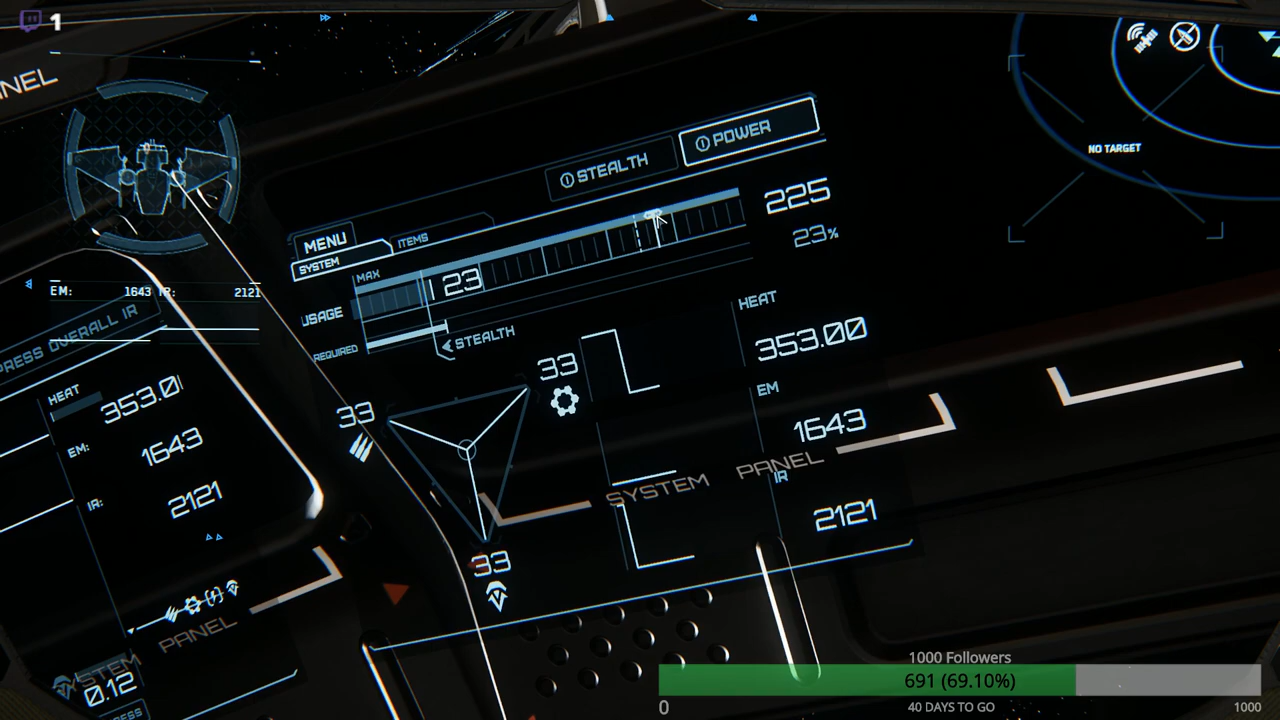 1
NEL
NO TARGET
POWER
STEALTH
225
MENU
ITEMS
SYSTEM
23%
MAX
23
USAGE
EM: 1643 IR: 2121
PRESS OVERALL IR
REQUIRED
STEALTH
HEAT
353.00
33
33
HEAT
353.0
EM
1643
EM:
1643
SYSTEM PANEL
IR
2121
IR:
2121
33
PANEL
0.12
1000 Followers
691 (69.10%)
0
40 DAYS TO GO
1000